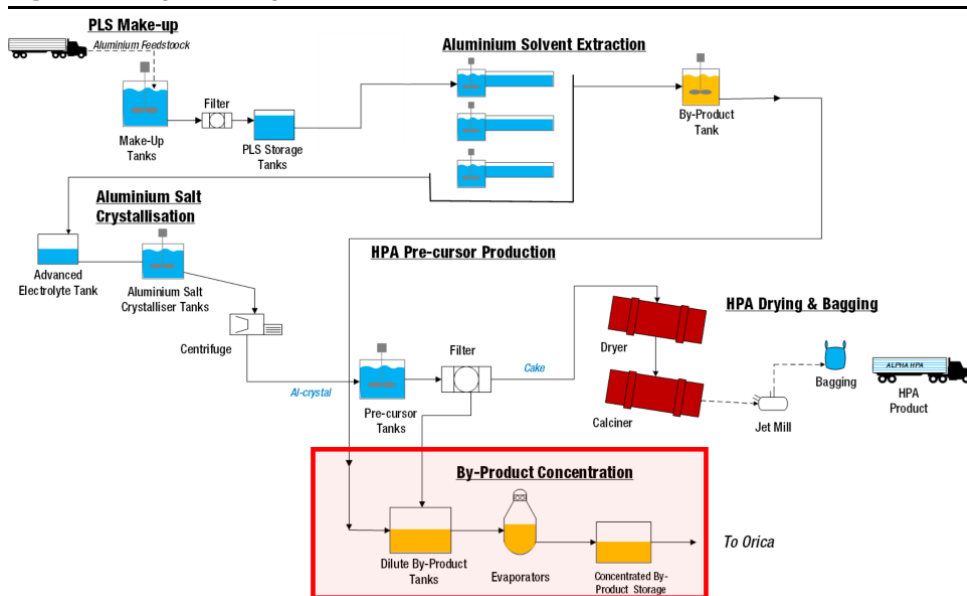 PLS Make-up
Aluminium Feedstoock
Filter
Make-Up
Tanks
PLS Storage
Tanks
Aluminium Solvent Extraction
By-Product
Tank
Aluminium Salt
Crystallisation
Advanced
Electrolyte Tank
Aluminium Salt
Crystalliser Tanks
Centrifuge
Al-crystal
HPA Pre-cursor Production
Pre-cursor
Tanks
Filter
Cake
Dryer
Calciner
HPA Drying & Bagging
Jet Mill
Bagging
ALPHA HPA
HPA
Product
By-Product Concentration
Dilute By-Product
Tanks
Evaporators
Concentrated By-
Product Storage
To Orica